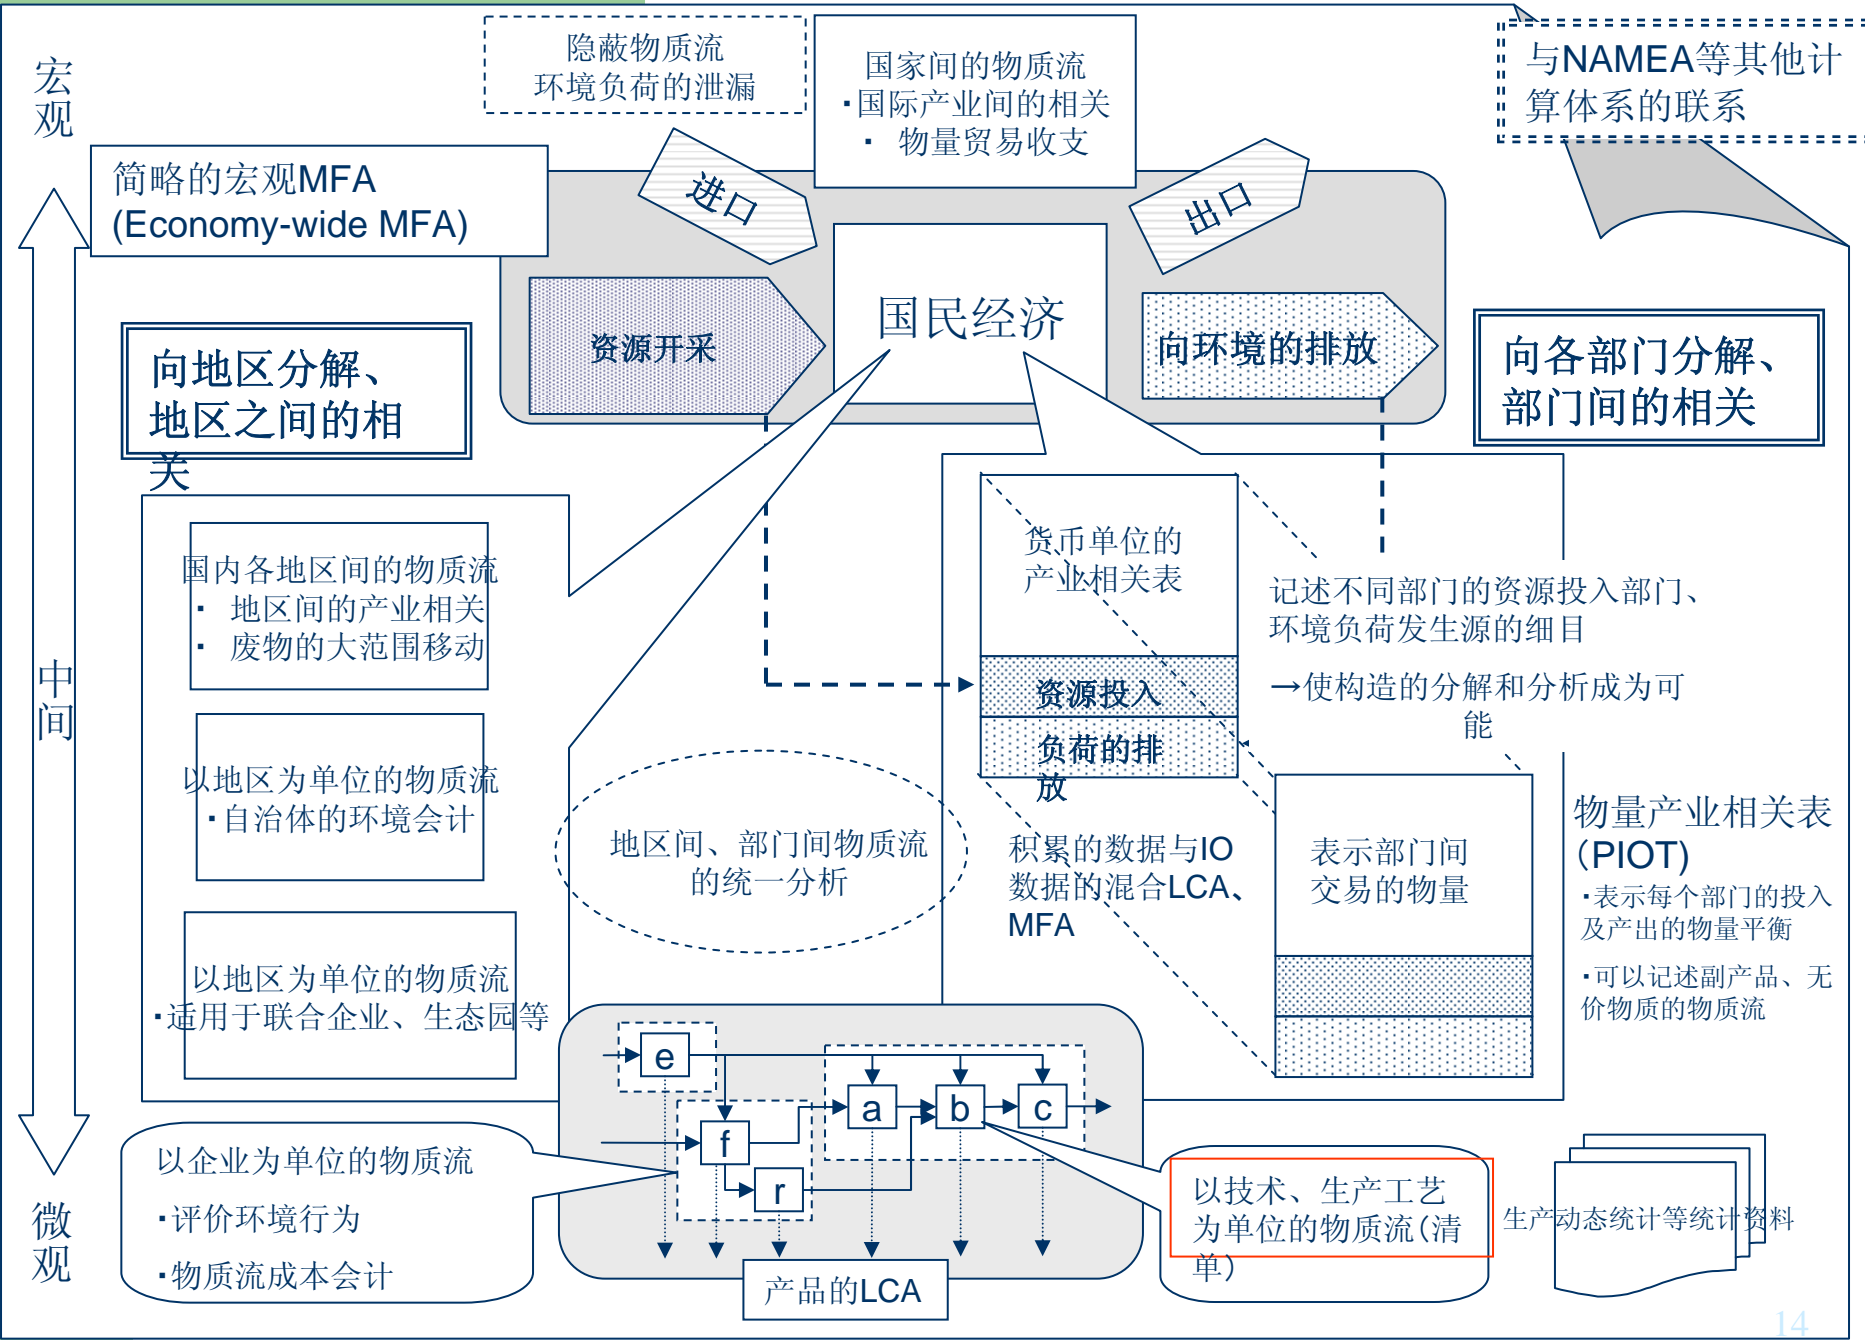 宏
观
隐蔽物质流
环境负荷的泄漏
国家间的物质流
·国际产业间的相关
· 物量贸易收支
与NAMEA等其他计
算体系的联系
简略的宏观MFA
(Economy-wide MFA)
进口
出口
国民经济
资源开采
向环境的排放
向地区分解、
地区之间的相
关
向各部门分解、
部门间的相关
国内各地区间的物质流
· 地区间的产业相关
· 废物的大范围移动
货币单位的
产业相关表
资源投入
负荷的排
放
记述不同部门的资源投入部门、
环境负荷发生源的细目
→使构造的分解和分析成为可
能
中
间
以地区为单位的物质流
·自治体的环境会计
地区间、部门间物质流
的统一分析
积累的数据与IO
数据的混合LCA、
MFA
表示部门间
交易的物量
物量产业相关表
（PIOT)
·表示每个部门的投入
及产出的物量平衡
·可以记述副产品、无
价物质的物质流
以地区为单位的物质流
·适用于联合企业、生态园等
e
a
b
c
f
r
以企业为单位的物质流
·评价环境行为
·物质流成本会计
微
观
产品的LCA
以技术、生产工艺
为单位的物质流（清
单）
生产动态统计等统计资料
14